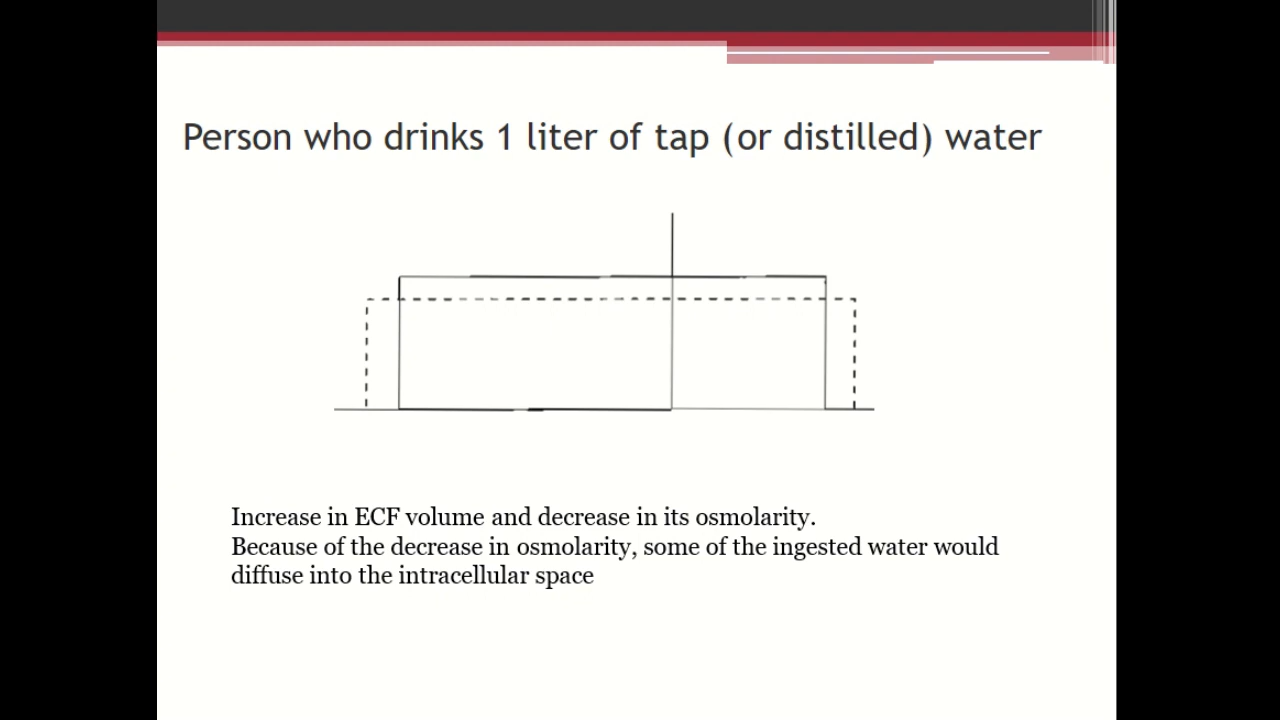 Person who drinks 1 liter of tap (or distilled) water
Increase in ECF volume and decrease in its osmolarity.
Because of the decrease in osmolarity, some of the ingested water would
diffuse into the intracellular space